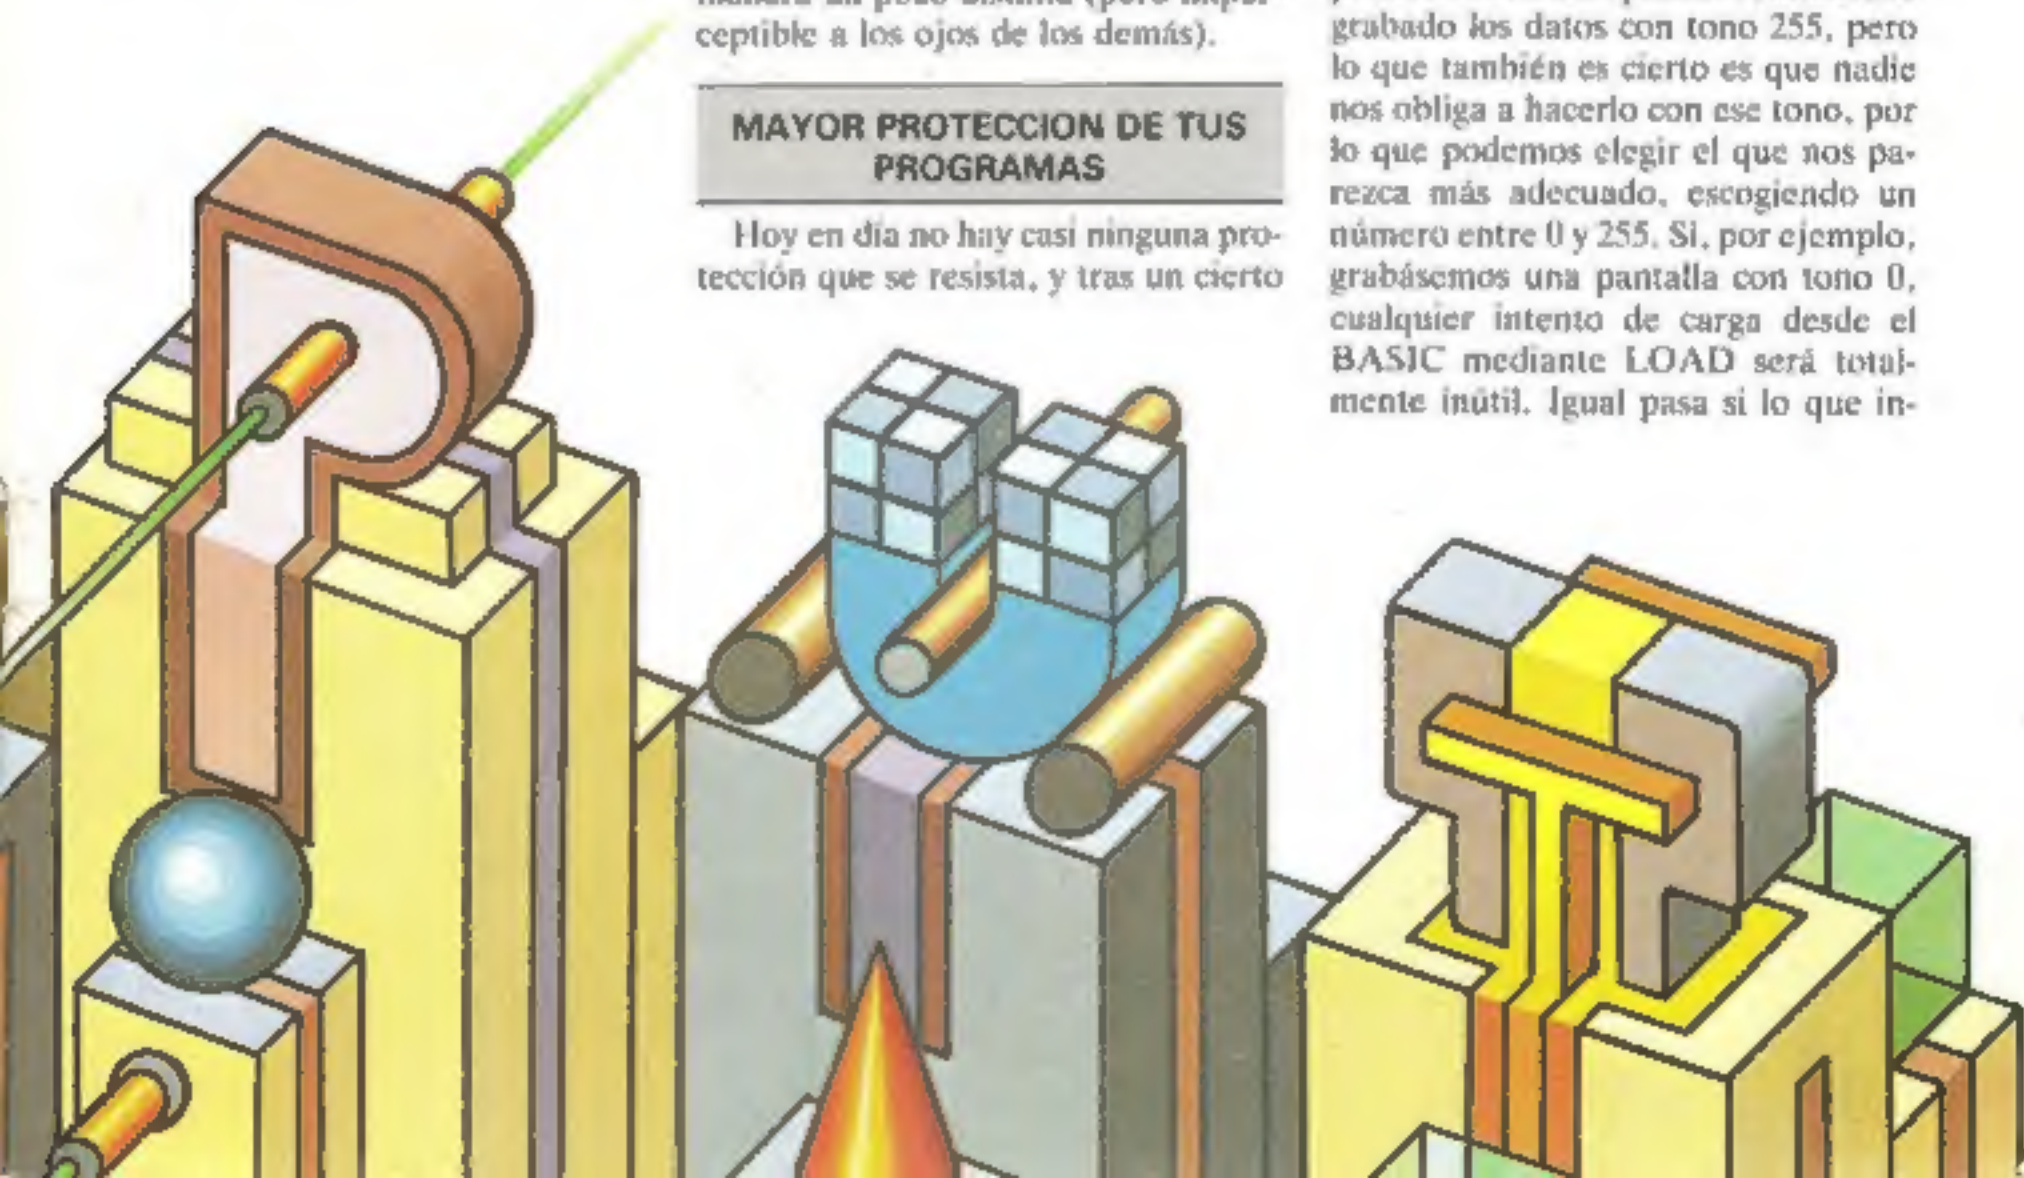 ceptible a los ojos de los demás).
MAYOR PROTECCION DE TUS
PROGRAMAS
Hoy en día no hay casi ninguna pro-
tección que se resista, y tras un cierto
grabado los datos con tono 255, pero
lo que también es cierto es que nadie
nos obliga a hacerlo con ese tono, por
lo que podemos elegir el que nos pa-
rezca más adecuado, escogiendo un
número entre 0 y 255. Si, por ejemplo,
grabásemos una pantalla con tono 0,
cualquier intento de carga desde el
BASIC mediante LOAD será total-
mente inútil. Igual pasa si lo que in-